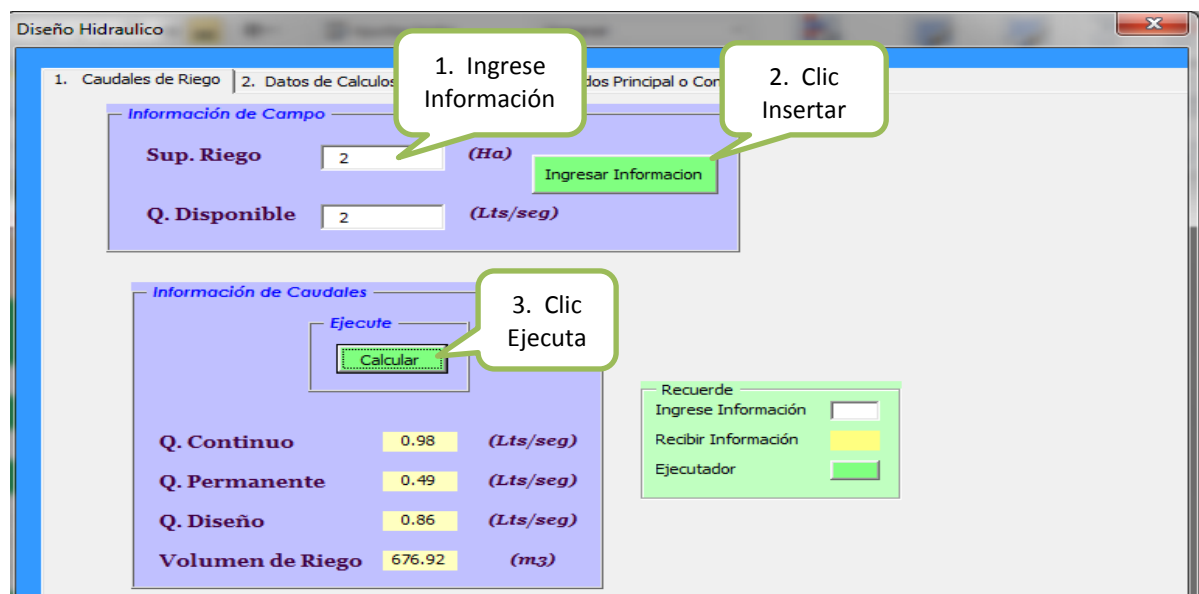 Diseño Hidraulico
1. Caudales de Riego
2. Datos de Calculos
dos Principal o Con
1. Ingrese
Información
2. Clic
Insertar
Información de Campo
Sup. Riego 2 (Ha)
Ingresar Informacion
Q. Disponible 2 (Lts/seg)
Información de Caudales
Ejecute
Calcular
3. Clic
Ejecuta
Q. Continuo 0.98 (Lts/seg)
Q. Permanente 0.49 (Lts/seg)
Q. Diseño 0.86 (Lts/seg)
Volumen de Riego 676.92 (m3)
Recuerde
Ingrese Información
Recibir Información
Ejecutador